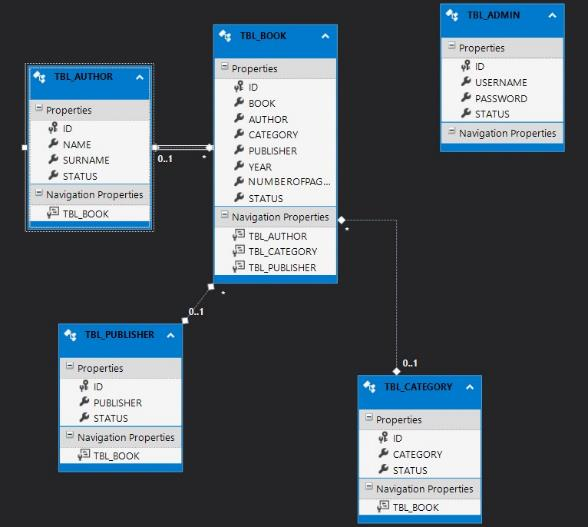 TBL_AUTHOR
Properties
ID
NAME
SURNAME
STATUS
Navigation Properties
TBL_BOOK
0..1
*
TBL_BOOK
Properties
ID
BOOK
AUTHOR
CATEGORY
PUBLISHER
YEAR
NUMBEROFPAG...
STATUS
Navigation Properties
TBL_AUTHOR
TBL_CATEGORY
TBL_PUBLISHER
TBL_ADMIN
Properties
ID
USERNAME
PASSWORD
STATUS
Navigation Properties
*
*
0..1
TBL_PUBLISHER
Properties
ID
PUBLISHER
STATUS
Navigation Properties
TBL_BOOK
0..1
TBL_CATEGORY
Properties
ID
CATEGORY
STATUS
Navigation Properties
TBL_BOOK